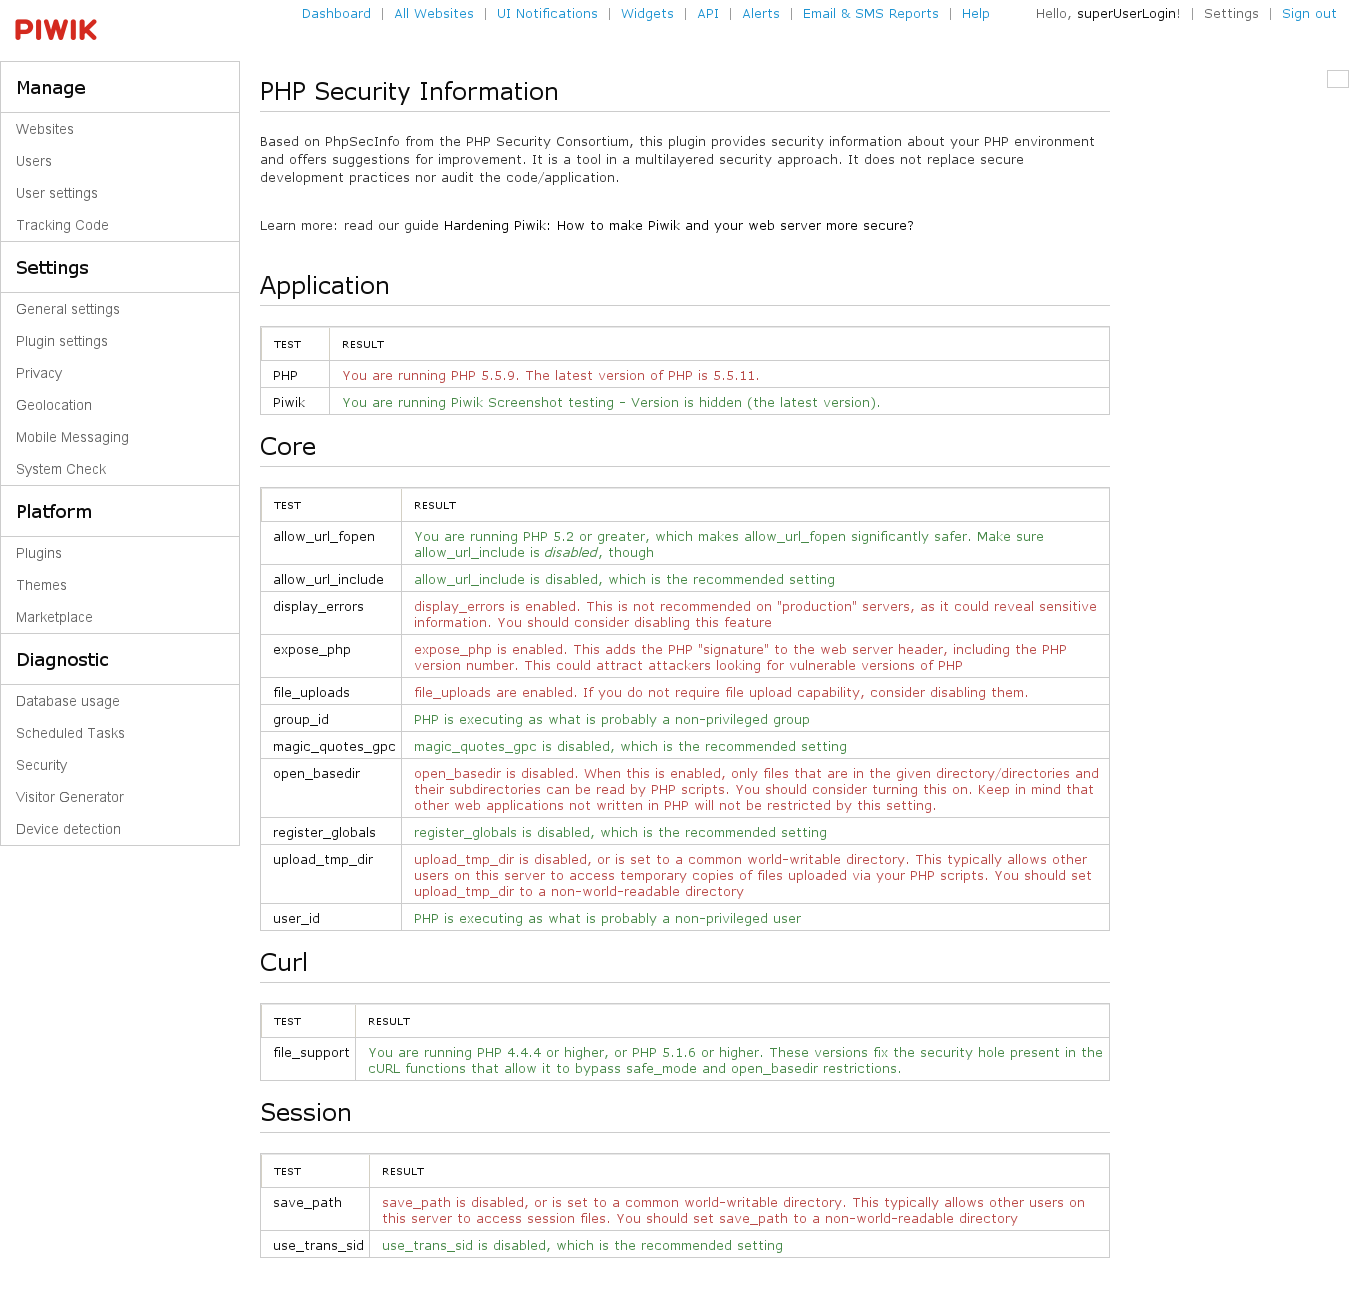 PIWIK
Dashboard | All Websites | UI Notifications | Widgets | API | Alerts | Email & SMS Reports | Help
Hello, superUserLogin! | Settings | Sign out
Manage
Websites
Users
User settings
Tracking Code
Settings
General settings
Plugin settings
Privacy
Geolocation
Mobile Messaging
System Check
Platform
Plugins
Themes
Marketplace
Diagnostic
Database usage
Scheduled Tasks
Security
Visitor Generator
Device detection
PHP Security Information
Based on PhpSecInfo from the PHP Security Consortium, this plugin provides security information about your PHP environment
and offers suggestions for improvement. It is a tool in a multilayered security approach. It does not replace secure
development practices nor audit the code/application.
Learn more: read our guide Hardening Piwik: How to make Piwik and your web server more secure?
Application
TEST RESULT
PHP You are running PHP 5.5.9. The latest version of PHP is 5.5.11.
Piwik You are running Piwik Screenshot testing - Version is hidden (the latest version).
Core
TEST RESULT
allow_url_fopen You are running PHP 5.2 or greater, which makes allow_url_fopen significantly safer. Make sure
allow_url_include is disabled, though
allow_url_include allow_url_include is disabled, which is the recommended setting
display_errors display_errors is enabled. This is not recommended on "production" servers, as it could reveal sensitive
information. You should consider disabling this feature
expose_php expose_php is enabled. This adds the PHP "signature" to the web server header, including the PHP
version number. This could attract attackers looking for vulnerable versions of PHP
file_uploads file_uploads are enabled. If you do not require file upload capability, consider disabling them.
group_id PHP is executing as what is probably a non-privileged group
magic_quotes_gpc magic_quotes_gpc is disabled, which is the recommended setting
open_basedir open_basedir is disabled. When this is enabled, only files that are in the given directory/directories and
their subdirectories can be read by PHP scripts. You should consider turning this on. Keep in mind that
other web applications not written in PHP will not be restricted by this setting.
register_globals register_globals is disabled, which is the recommended setting
upload_tmp_dir upload_tmp_dir is disabled, or is set to a common world-writable directory. This typically allows other
users on this server to access temporary copies of files uploaded via your PHP scripts. You should set
upload_tmp_dir to a non-world-readable directory
user_id PHP is executing as what is probably a non-privileged user
Curl
TEST RESULT
file_support You are running PHP 4.4.4 or higher, or PHP 5.1.6 or higher. These versions fix the security hole present in the
cURL functions that allow it to bypass safe_mode and open_basedir restrictions.
Session
TEST RESULT
save_path save_path is disabled, or is set to a common world-writable directory. This typically allows other users on
this server to access session files. You should set save_path to a non-world-readable directory
use_trans_sid use_trans_sid is disabled, which is the recommended setting